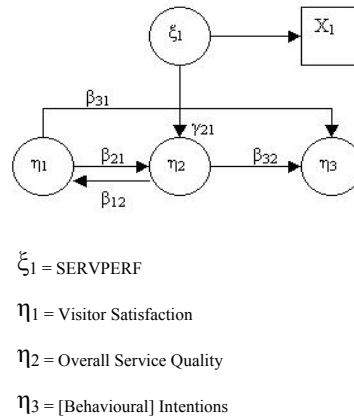 ξ1 X1
β31
γ21
η1 β21 η2 β32 η3
β12
ξ1 = SERVPERF
η1 = Visitor Satisfaction
η2 = Overall Service Quality
η3 = [Behavioural] Intentions